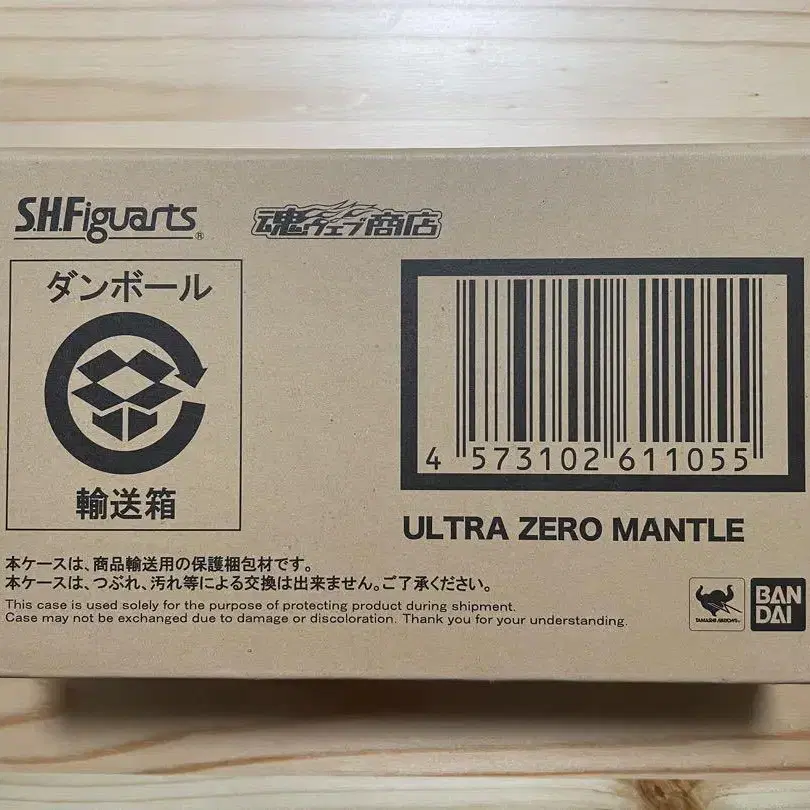 S.H.Figuarts®
魂ウェブ商店
ダンボール
輸送箱
4 573102 611055
ULTRA ZERO MANTLE
本ケースは、商品輸送用の保護梱包材です。
本ケースは、つぶれ、汚れ等による交換は出来ません。ご了承ください。
This case is used solely for the purpose of protecting product during shipment.
Case may not be exchanged due to damage or discoloration. Thank you for your understanding.
TAMASHII NATIONS
BAN
DAI